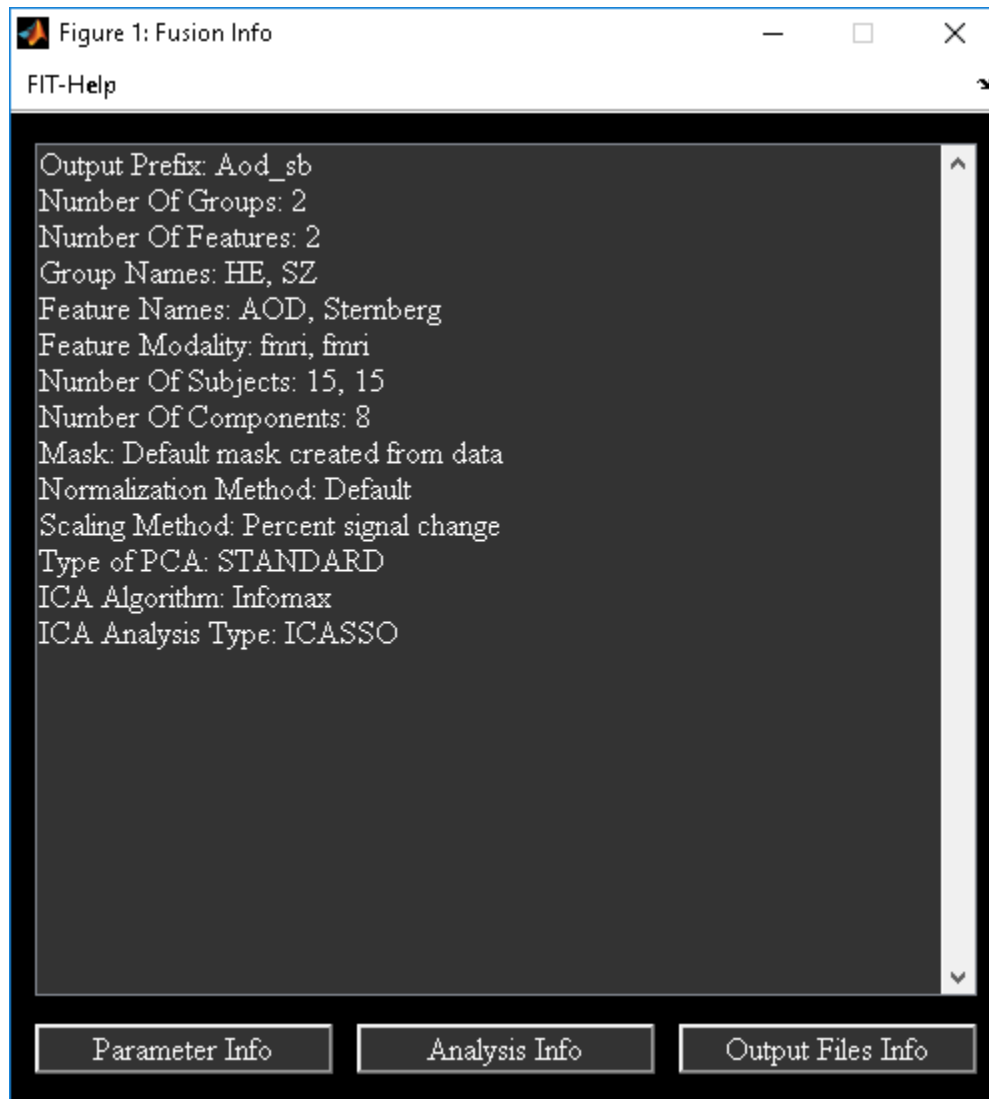 Figure 1: Fusion Info
FIT-Help
Output Prefix: Aod_sb
Number Of Groups: 2
Number Of Features: 2
Group Names: HE, SZ
Feature Names: AOD, Sternberg
Feature Modality: fmri, fmri
Number Of Subjects: 15, 15
Number Of Components: 8
Mask: Default mask created from data
Normalization Method: Default
Scaling Method: Percent signal change
Type of PCA: STANDARD
ICA Algorithm: Infomax
ICA Analysis Type: ICASSO
Parameter Info Analysis Info Output Files Info